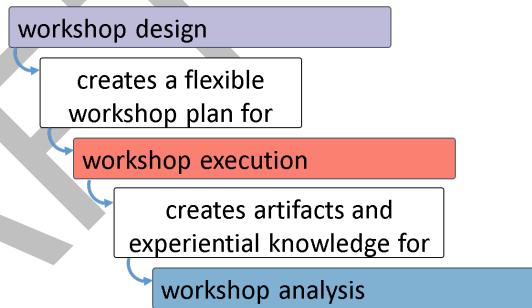 workshop design
creates a flexible
workshop plan for
workshop execution
creates artifacts and
experiential knowledge for
workshop analysis